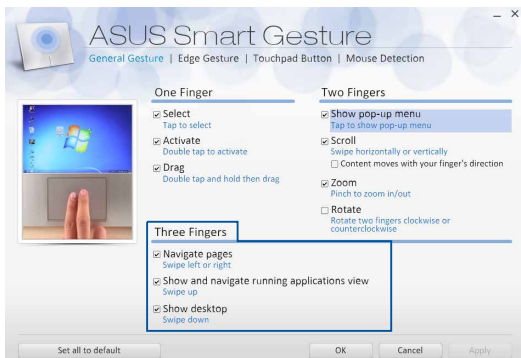 ASUS Smart Gesture
General Gesture | Edge Gesture | Touchpad Button | Mouse Detection
One Finger
Select
Tap to select
Activate
Double tap to activate
Drag
Double tap and hold then drag
Two Fingers
Show pop-up menu
Tap to show pop-up menu
Scroll
Swipe horizontally or vertically
Content moves with your finger's direction
Zoom
Pinch to zoom in/out
Rotate
Rotate two fingers clockwise or
counterclockwise
Three Fingers
Navigate pages
Swipe left or right
Show and navigate running applications view
Swipe up
Show desktop
Swipe down
Set all to default
OK
Cancel
Apply